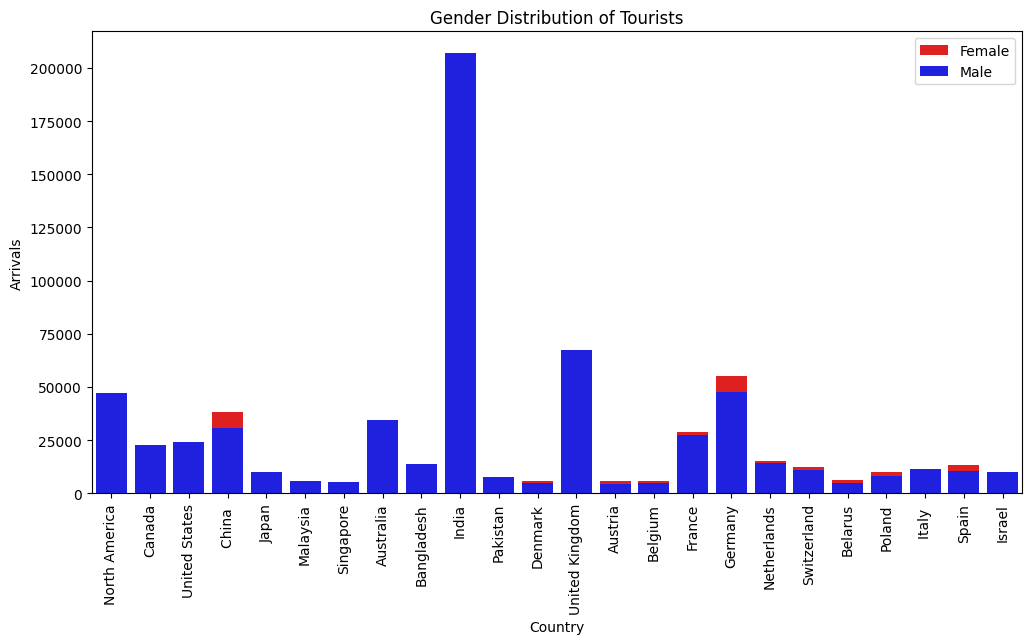 Gender Distribution of Tourists
Female
Male
Arrivals
200000
175000
150000
125000
100000
75000
50000
25000
0
North America
Canada
United States
China
Japan
Malaysia
Singapore
Australia
Bangladesh
India
Pakistan
Denmark
United Kingdom
Austria
Belgium
France
Germany
Netherlands
Switzerland
Belarus
Poland
Italy
Spain
Israel
Country